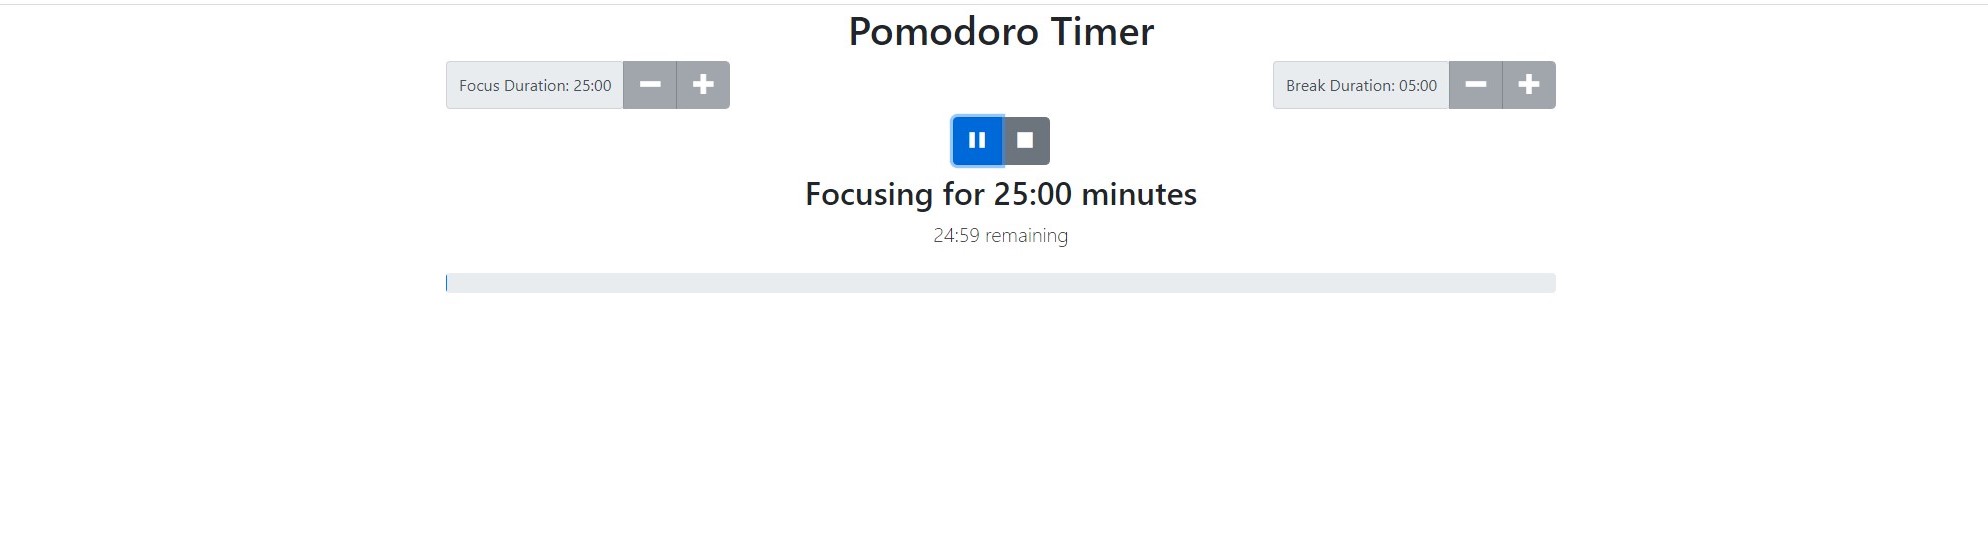 Pomodoro Timer
Focus Duration: 25:00
Break Duration: 05:00
Focusing for 25:00 minutes
24:59 remaining